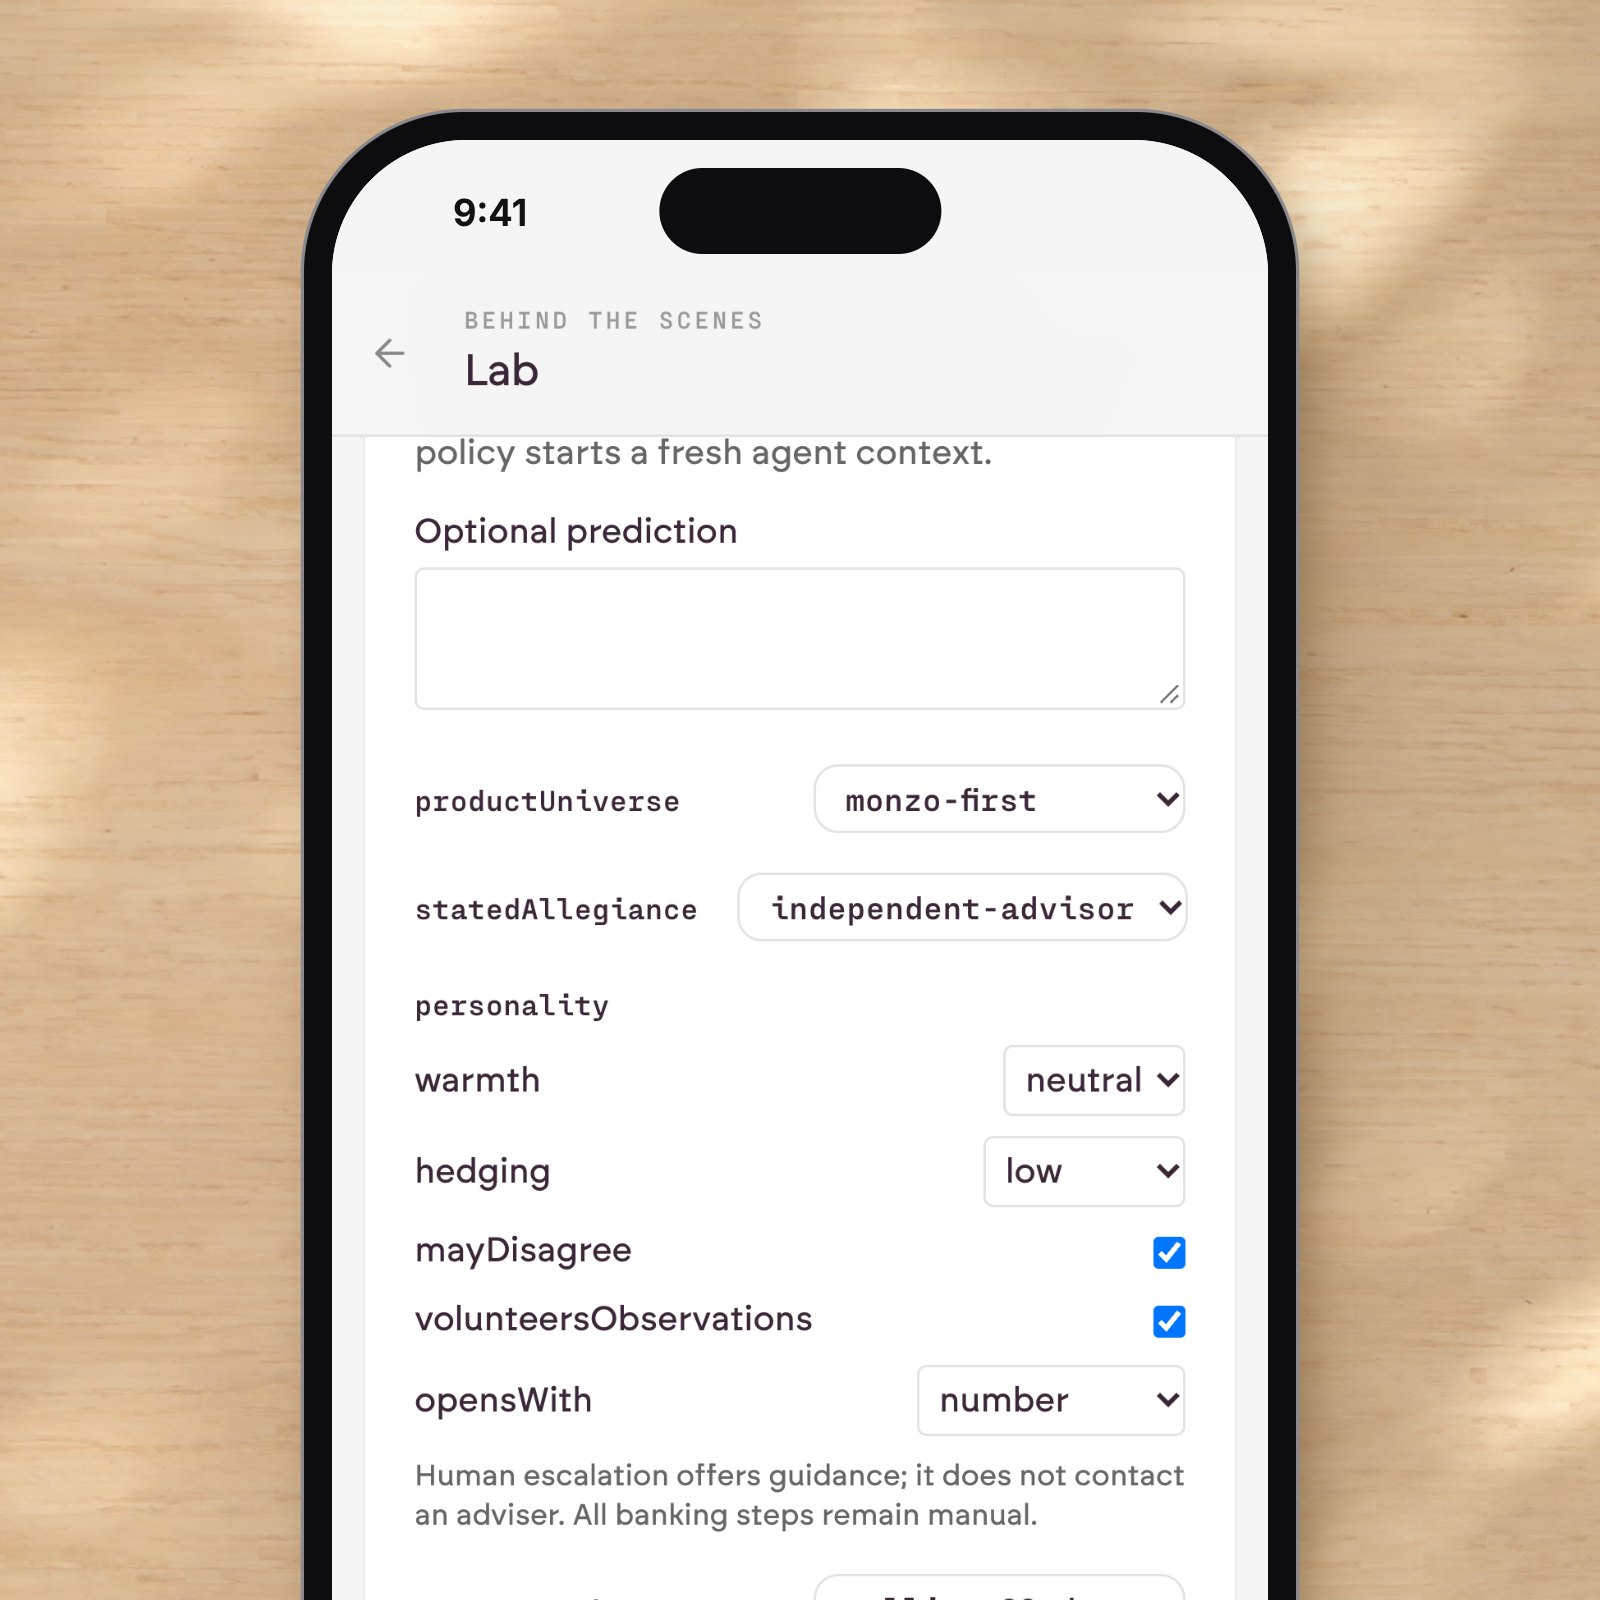 9:41
BEHIND THE SCENES
Lab
policy starts a fresh agent context.
Optional prediction
productUniverse
monzo-first
statedAllegiance
independent-advisor
personality
warmth
neutral
hedging
low
mayDisagree
volunteersObservations
opensWith
number
Human escalation offers guidance; it does not contact
an adviser. All banking steps remain manual.